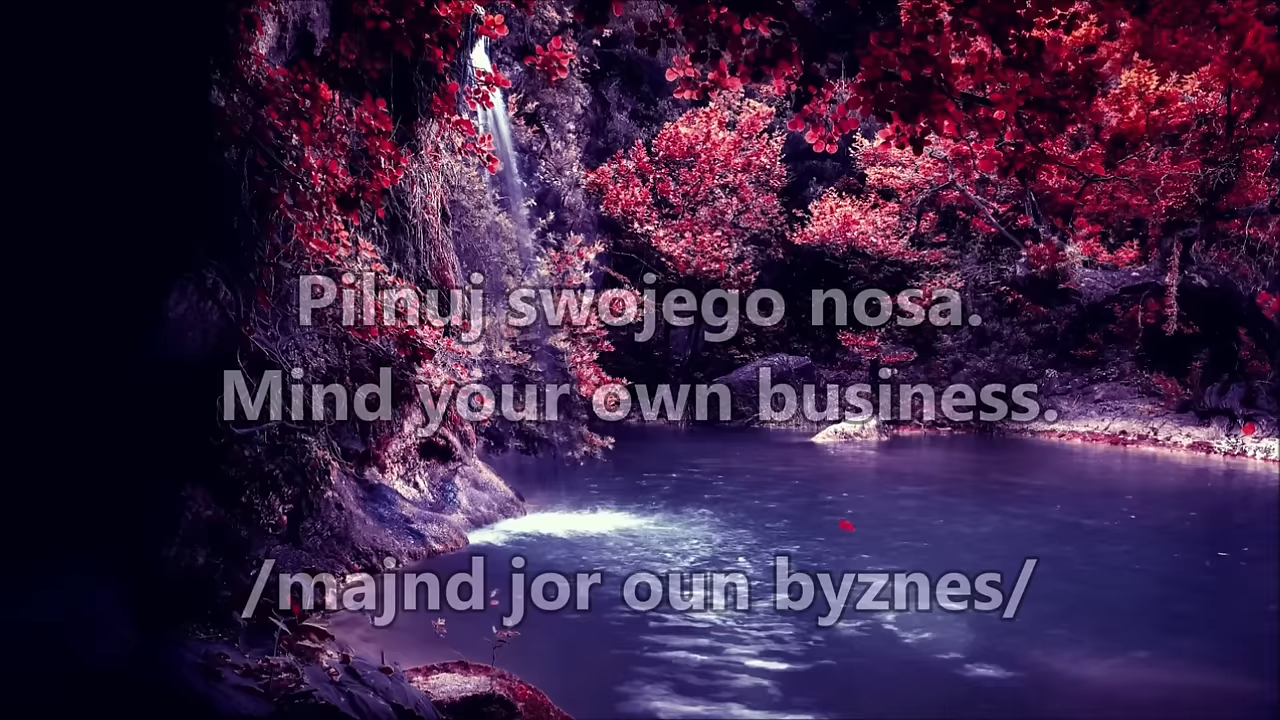 Pilnuj swojego nosa.
Mind your own business.
/majnd jor oun byznes/